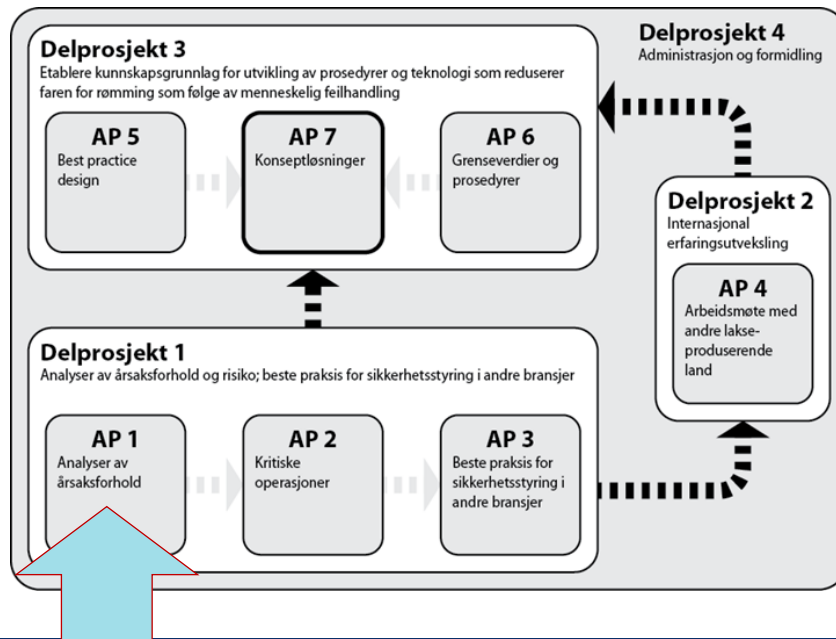 Delprosjekt 4
Administrasjon og formidling
Delprosjekt 3
Etablere kunnskapsgrunnlag for utvikling av prosedyrer og teknologi som reduserer
faren for rømming som følge av menneskelig feilhandling
AP 5
Best practice
design
AP 7
Konseptløsninger
AP 6
Grenseverdier og
prosedyrer
Delprosjekt 2
Internasjonal
erfaringsutveksling
AP 4
Arbeidsmøte med
andre lakse-
produserende
land
Delprosjekt 1
Analyser av årsaksforhold og risiko; beste praksis for sikkerhetsstyring i andre bransjer
AP 1
Analyser av
årsaksforhold
AP 2
Kritiske
operasjoner
AP 3
Beste praksis for
sikkerhetsstyring i
andre bransjer